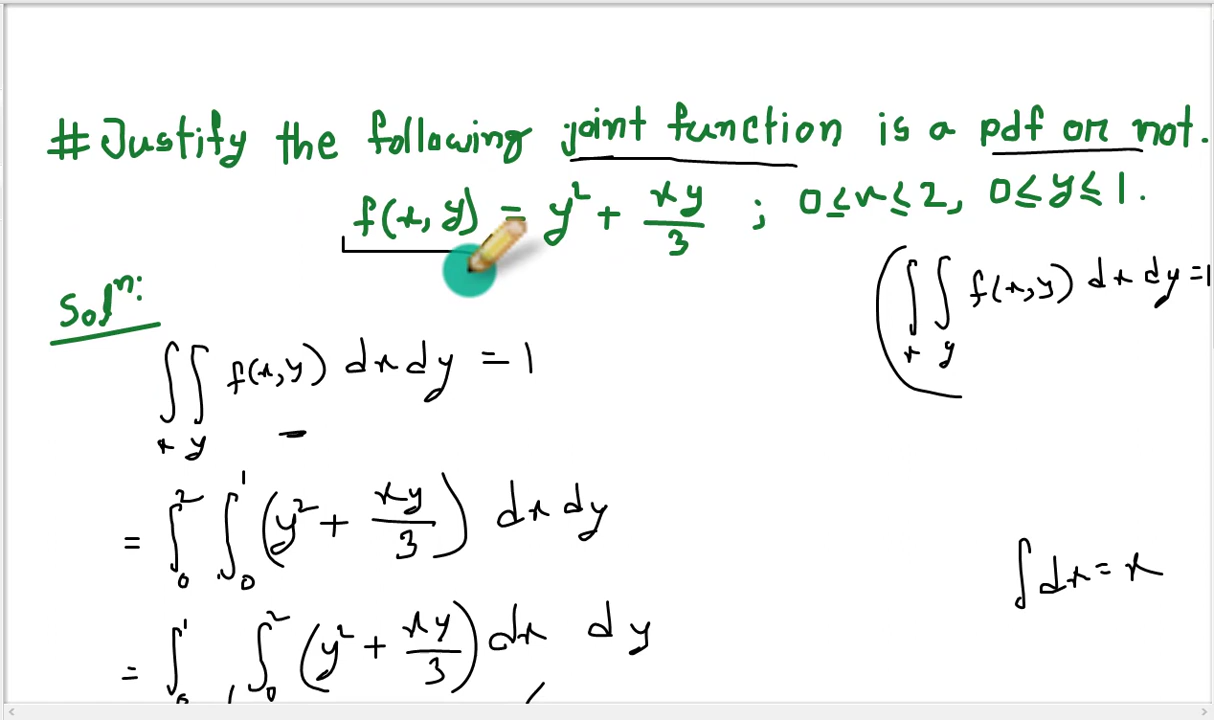 # Justify the following joint function is a pdf or not.
f(x, y) = y² + xy/3 ; 0≤x≤2, 0≤y≤1.
Solⁿ:
∫x ∫y f(x,y) dx dy = 1
∫∫ f(x,y) dx dy = 1
x y
= ∫₀² ∫₀¹ (y² + xy/3) dx dy
∫dx = x
= ∫₀¹ ∫₀² (y² + xy/3) dx dy